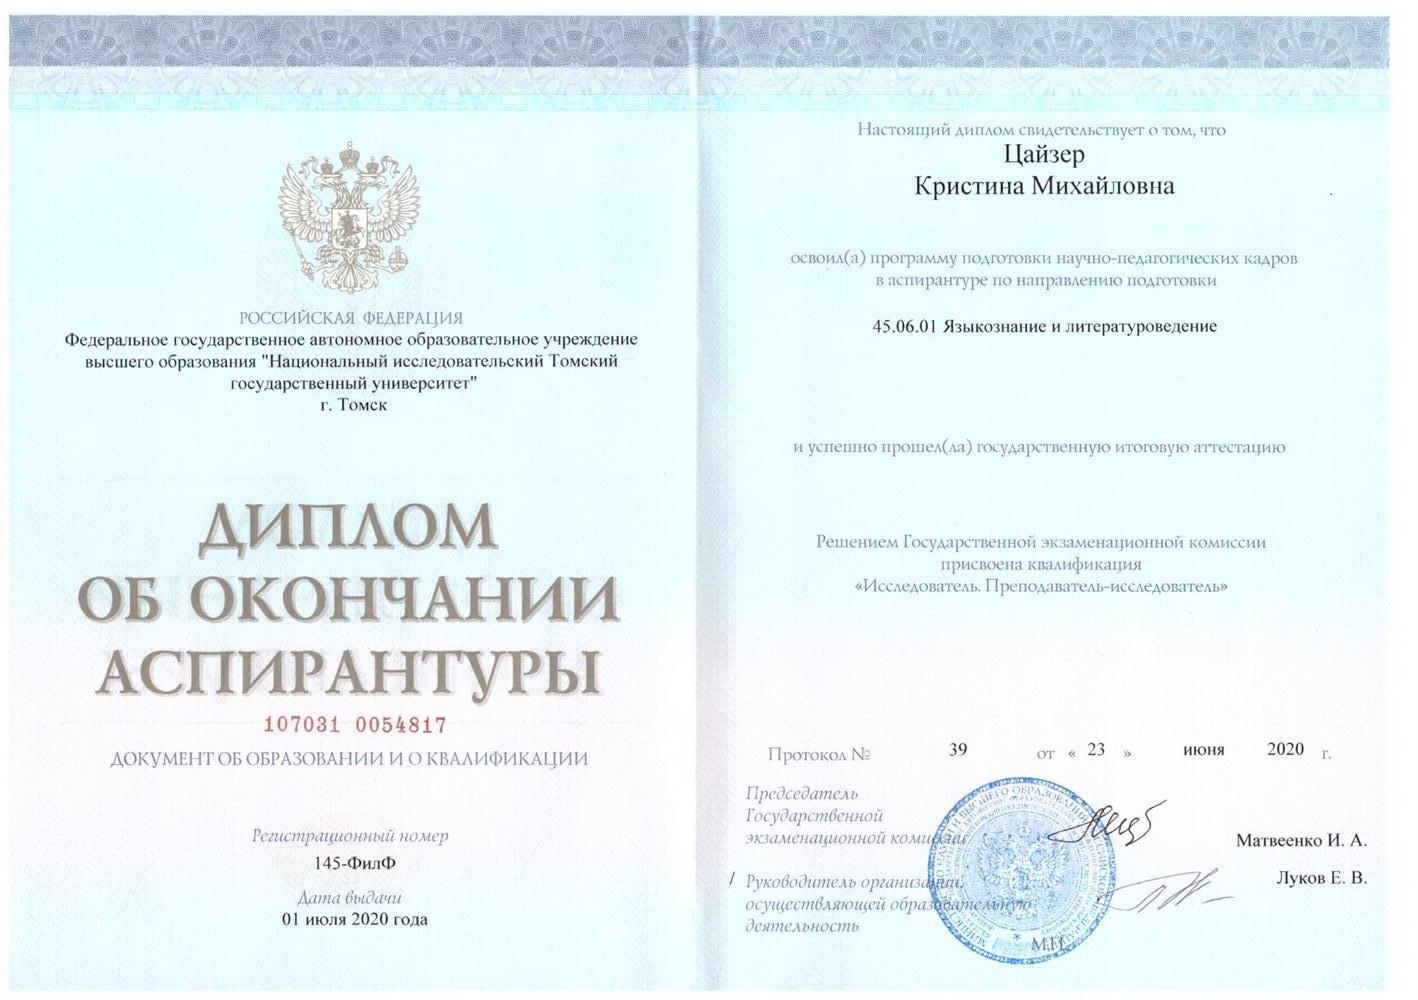 РОССИЙСКАЯ ФЕДЕРАЦИЯ
Федеральное государственное автономное образовательное учреждение
высшего образования "Национальный исследовательский Томский
государственный университет"
г. Томск
ДИПЛОМ
ОБ ОКОНЧАНИИ
АСПИРАНТУРЫ
107031 0054817
ДОКУМЕНТ ОБ ОБРАЗОВАНИИ И О КВАЛИФИКАЦИИ
Регистрационный номер
145-ФилФ
Дата выдачи
01 июля 2020 года
Настоящий диплом свидетельствует о том, что
Цайзер
Кристина Михайловна
освоил(а) программу подготовки научно-педагогических кадров
в аспирантуре по направлению подготовки
45.06.01 Языкознание и литературоведение
и успешно прошел(ла) государственную итоговую аттестацию
Решением Государственной экзаменационной комиссии
присвоена квалификация
«Исследователь. Преподаватель-исследователь»
Протокол № 39 от « 23 » июня 2020 г.
Председатель
Государственной
экзаменационной комиссии
Матвеенко И. А.
/ Руководитель организации,
Луков Е. В.
осуществляющей образовательную
деятельность
М.П.